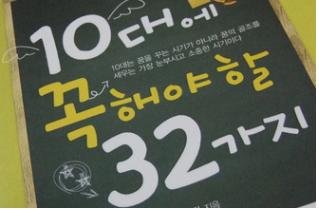 10대에
10대는 꿈을 꾸는 시기가 아니라 꿈의 골조를
세우는 가장 눈부시고 소중한 시기이다
꼭 해야 할
32가지
지음